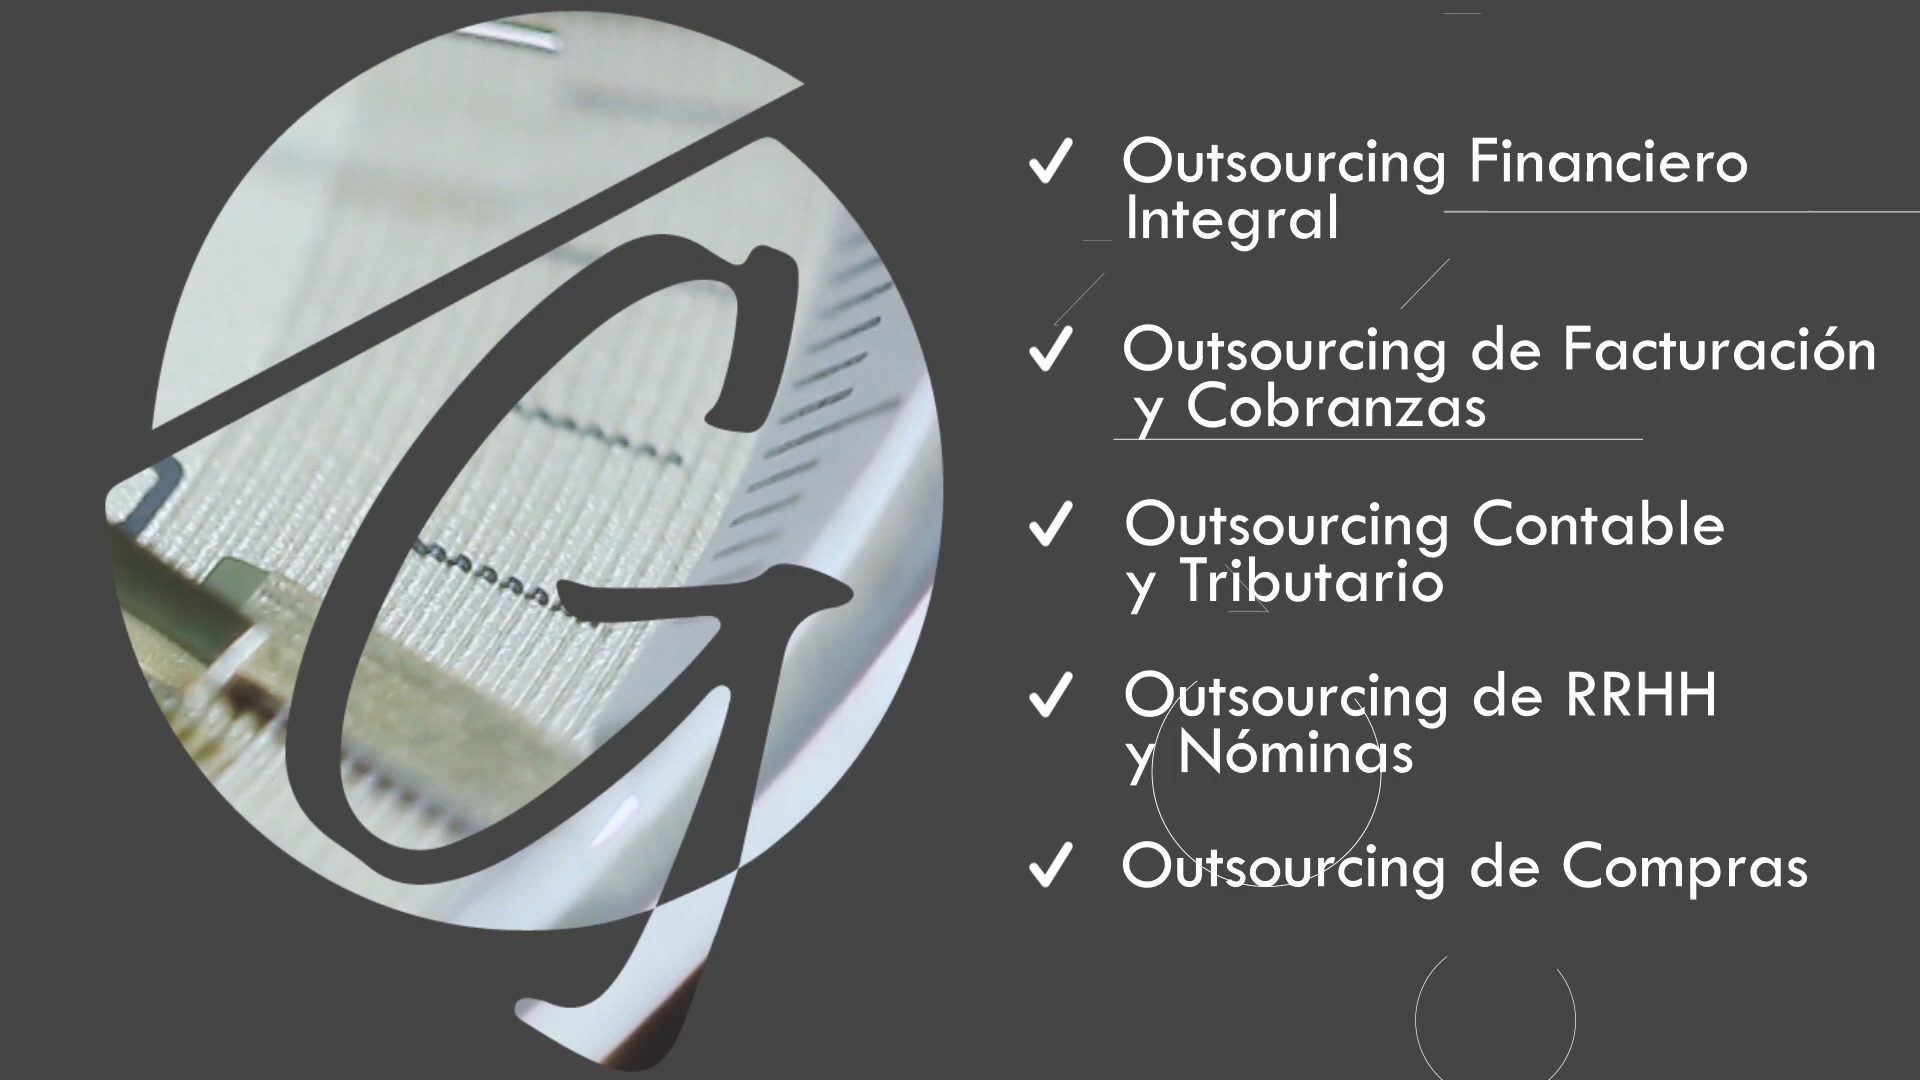 Outsourcing Financiero
Integral
Outsourcing de Facturación
y Cobranzas
Outsourcing Contable
y Tributario
Outsourcing de RRHH
y Nóminas
Outsourcing de Compras
G